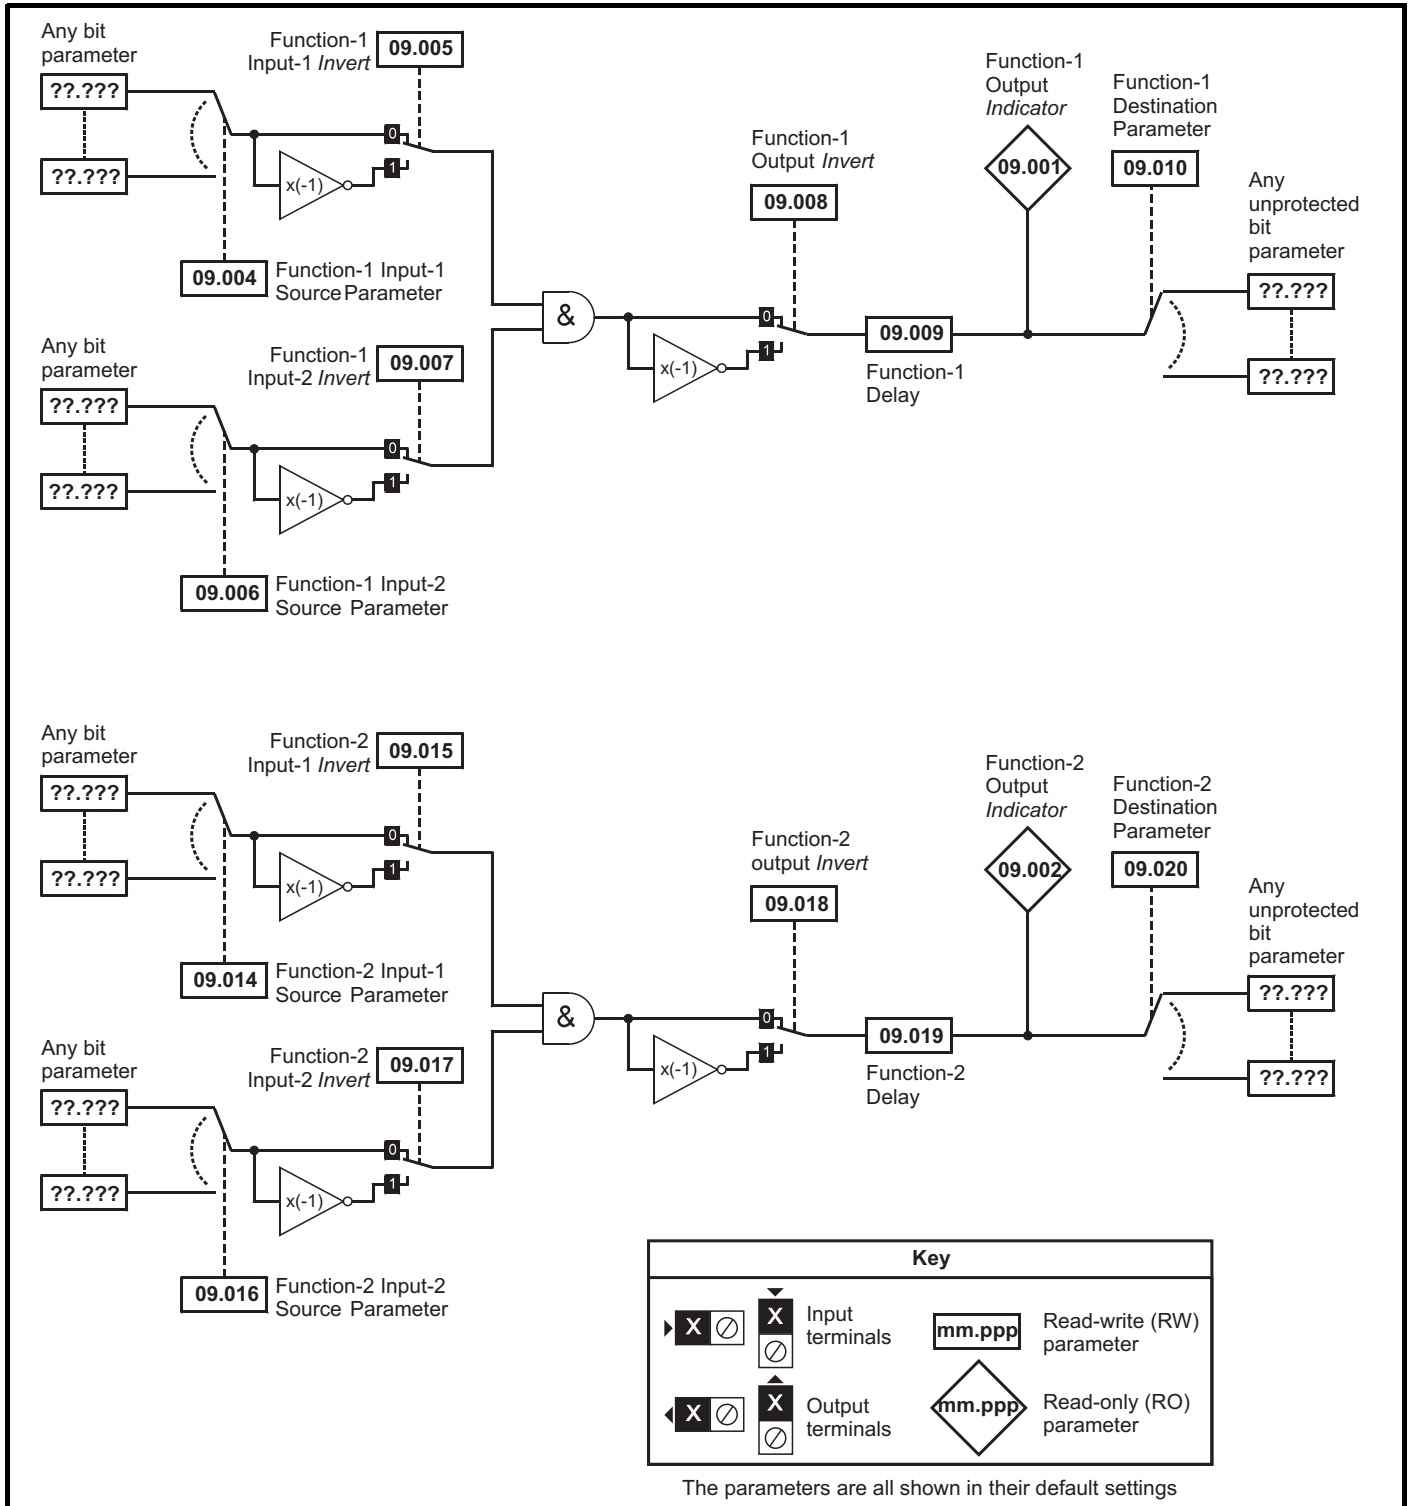 Any bit
parameter
??.???
??.???
Function-1
Input-1 Invert
09.005
0
1
x(-1)
09.004
Function-1 Input-1
Source Parameter
Any bit
parameter
??.???
??.???
Function-1
Input-2 Invert
09.007
0
1
x(-1)
09.006
Function-1 Input-2
Source Parameter
&
x(-1)
Function-1
Output Invert
09.008
0
1
09.009
Function-1
Delay
Function-1
Output
Indicator
09.001
Function-1
Destination
Parameter
09.010
Any
unprotected
bit
parameter
??.???
??.???
Any bit
parameter
??.???
??.???
Function-2
Input-1 Invert
09.015
0
1
x(-1)
09.014
Function-2 Input-1
Source Parameter
Any bit
parameter
??.???
??.???
Function-2
Input-2 Invert
09.017
0
1
x(-1)
09.016
Function-2 Input-2
Source Parameter
&
x(-1)
Function-2
output Invert
09.018
0
1
09.019
Function-2
Delay
Function-2
Output
Indicator
09.002
Function-2
Destination
Parameter
09.020
Any
unprotected
bit
parameter
??.???
??.???
Key
X
X
Input
terminals
mm.ppp
Read-write (RW)
parameter
X
X
Output
terminals
mm.ppp
Read-only (RO)
parameter
The parameters are all shown in their default settings